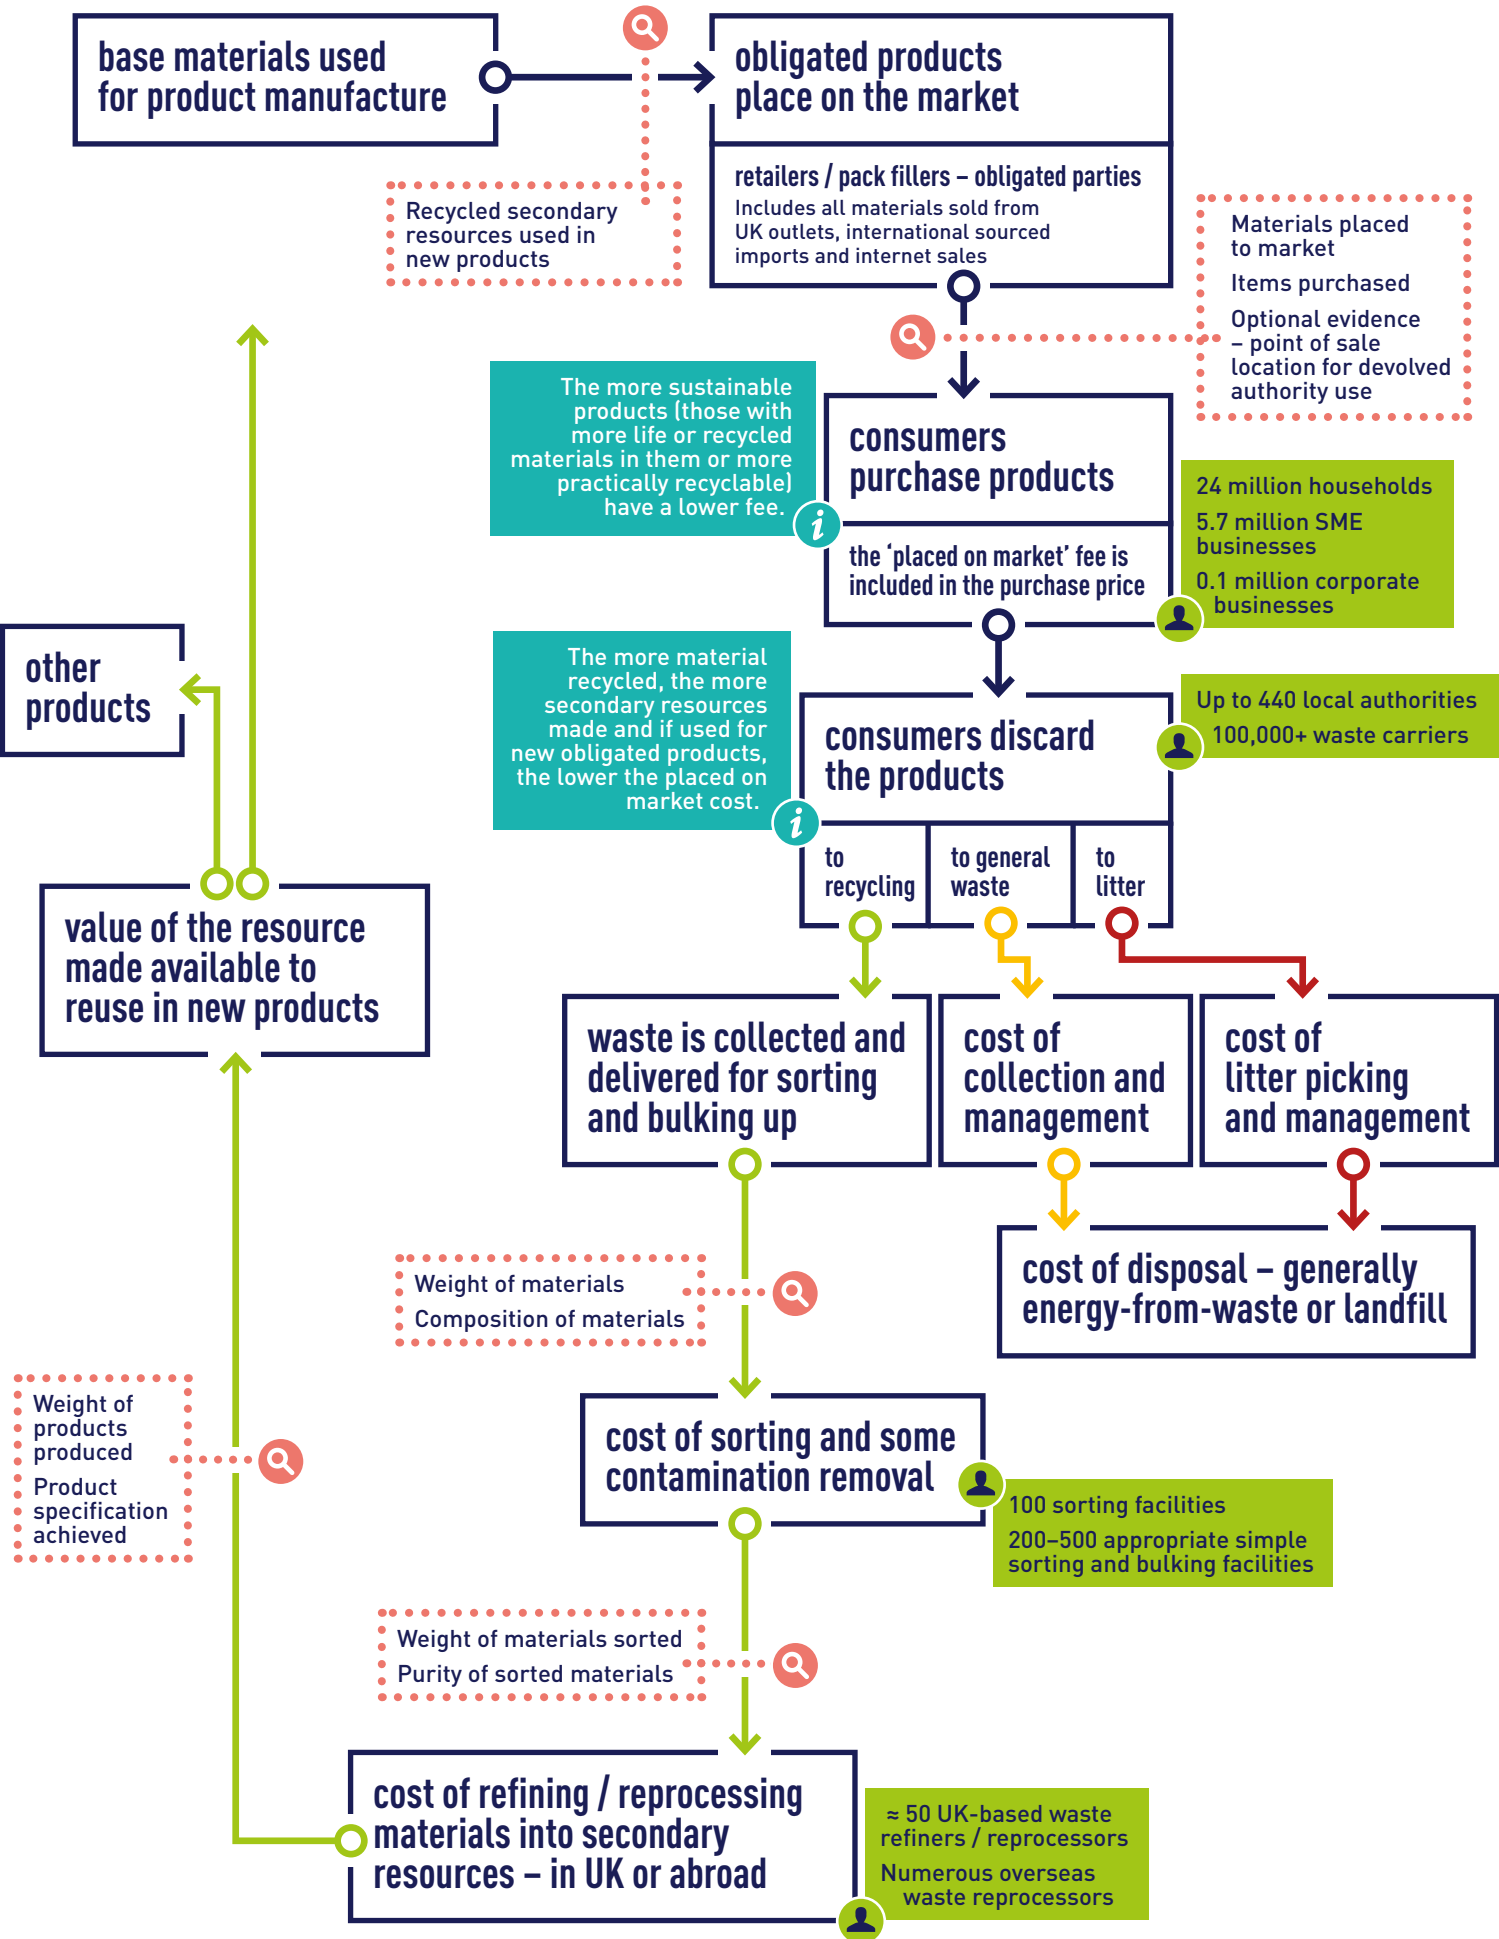 base materials used
for product manufacture
obligated products
place on the market
retailers / pack fillers – obligated parties
Includes all materials sold from
UK outlets, international sourced
imports and internet sales
Recycled secondary
resources used in
new products
Materials placed
to market
Items purchased
Optional evidence
– point of sale
location for devolved
authority use
The more sustainable
products (those with
more life or recycled
materials in them or more
practically recyclable)
have a lower fee.
i
consumers
purchase products
the ‘placed on market’ fee is
included in the purchase price
24 million households
5.7 million SME
businesses
0.1 million corporate
businesses
other
products
The more material
recycled, the more
secondary resources
made and if used for
new obligated products,
the lower the placed on
market cost.
i
consumers discard
the products
Up to 440 local authorities
100,000+ waste carriers
to
recycling
to general
waste
to
litter
value of the resource
made available to
reuse in new products
waste is collected and
delivered for sorting
and bulking up
cost of
collection and
management
cost of
litter picking
and management
Weight of materials
Composition of materials
cost of disposal – generally
energy-from-waste or landfill
Weight of
products
produced
Product
specification
achieved
cost of sorting and some
contamination removal
100 sorting facilities
200–500 appropriate simple
sorting and bulking facilities
Weight of materials sorted
Purity of sorted materials
cost of refining / reprocessing
materials into secondary
resources – in UK or abroad
≈ 50 UK-based waste
refiners / reprocessors
Numerous overseas
waste reprocessors